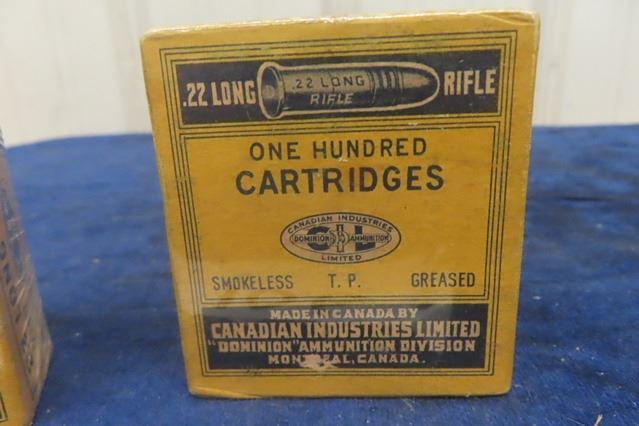 .22 LONG RIFLE
.22 LONG
RIFLE
ONE HUNDRED
CARTRIDGES
CANADIAN INDUSTRIES
CIL
DOMINION AMMUNITION
LIMITED
SMOKELESS T. P. GREASED
MADE IN CANADA BY
CANADIAN INDUSTRIES LIMITED
"DOMINION" AMMUNITION DIVISION
MONTREAL, CANADA.